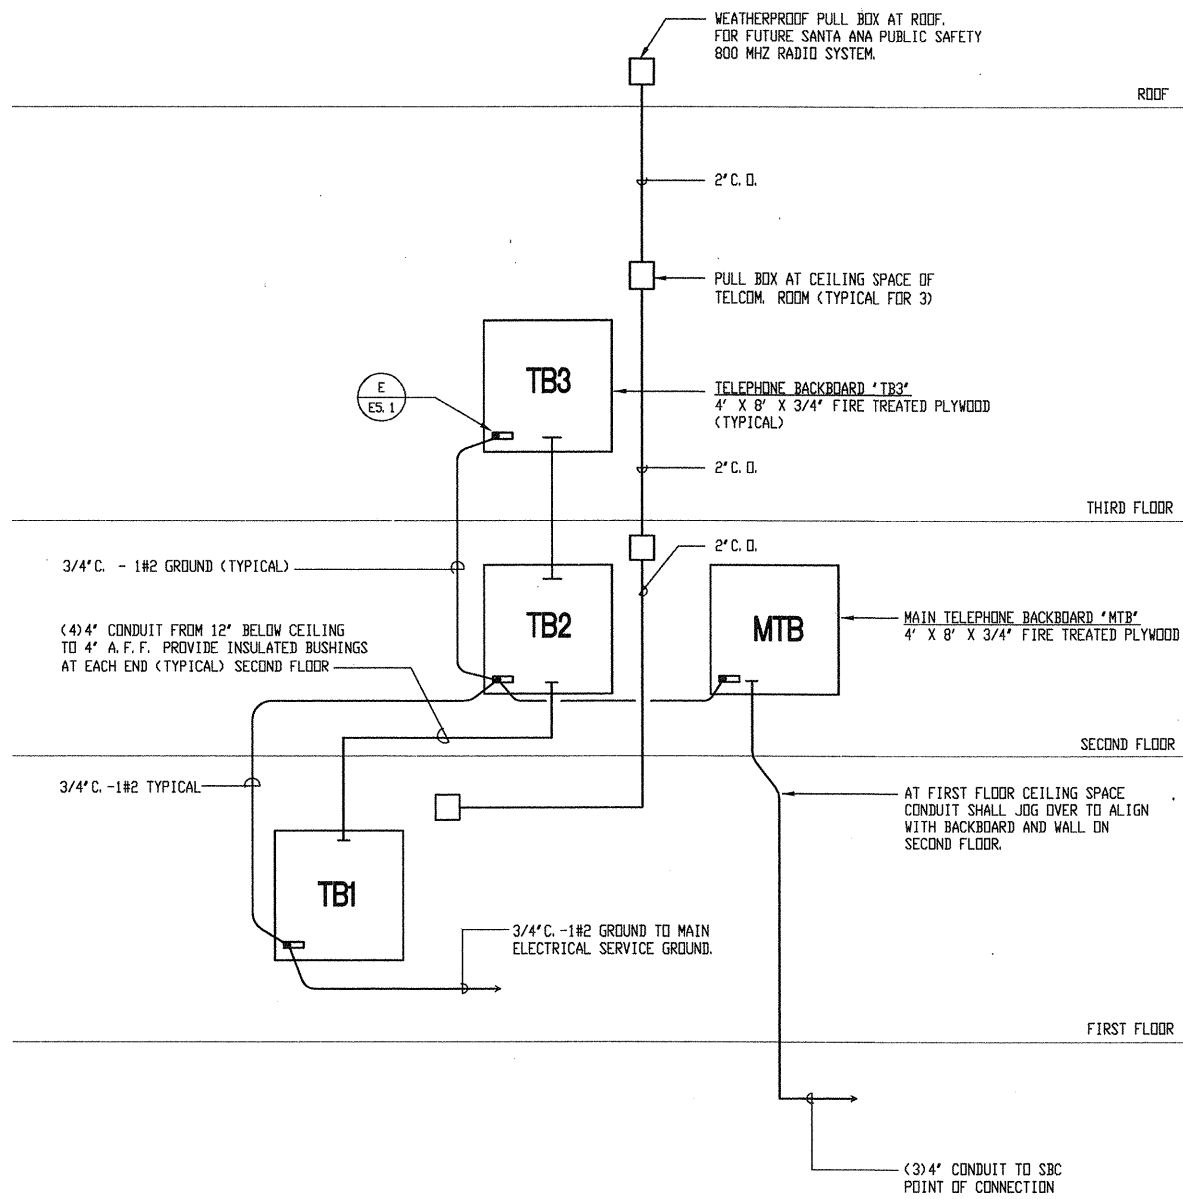 WEATHERPROOF PULL BOX AT ROOF.
FOR FUTURE SANTA ANA PUBLIC SAFETY
800 MHZ RADIO SYSTEM.
ROOF
2"C.O.
PULL BOX AT CEILING SPACE OF
TELCOM. ROOM (TYPICAL FOR 3)
TB3
E
E5.1
TELEPHONE BACKBOARD "TB3"
4' X 8' X 3/4" FIRE TREATED PLYWOOD
(TYPICAL)
2"C.O.
THIRD FLOOR
2"C.O.
3/4"C. - 1#2 GROUND (TYPICAL)
TB2
MTB
MAIN TELEPHONE BACKBOARD "MTB"
4' X 8' X 3/4" FIRE TREATED PLYWOOD
(4)4" CONDUIT FROM 12" BELOW CEILING
TO 4" A.F.F. PROVIDE INSULATED BUSHINGS
AT EACH END (TYPICAL) SECOND FLOOR
SECOND FLOOR
3/4"C.-1#2 TYPICAL
AT FIRST FLOOR CEILING SPACE
CONDUIT SHALL JOG OVER TO ALIGN
WITH BACKBOARD AND WALL ON
SECOND FLOOR.
TB1
3/4"C.-1#2 GROUND TO MAIN
ELECTRICAL SERVICE GROUND.
FIRST FLOOR
(3)4" CONDUIT TO SBC
POINT OF CONNECTION